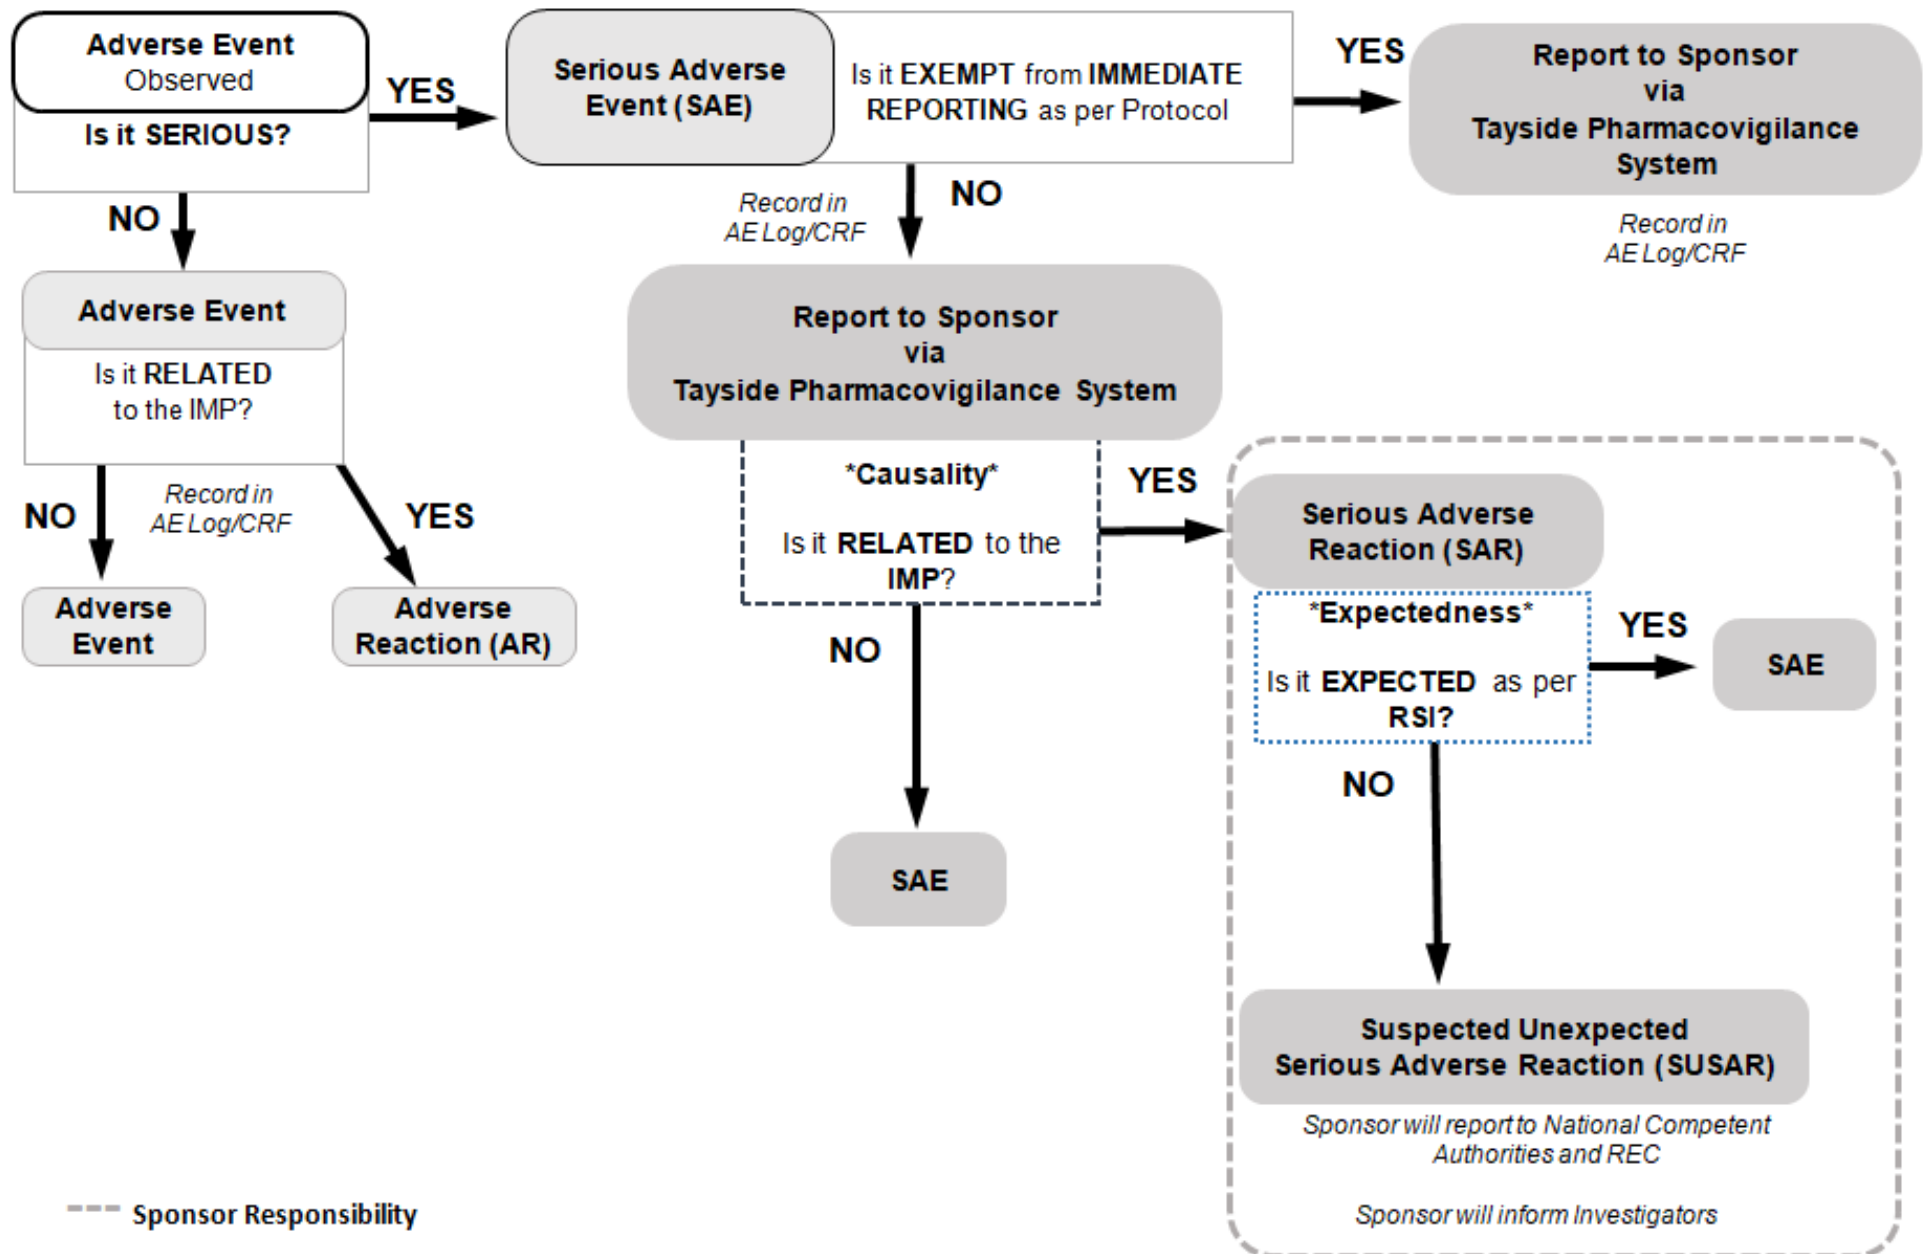 Adverse Event
Observed
Is it SERIOUS?
YES
Serious Adverse
Event (SAE)
Is it EXEMPT from IMMEDIATE
REPORTING as per Protocol
YES
Report to Sponsor
via
Tayside Pharmacovigilance
System
Record in
AE Log/CRF
NO
Record in
AE Log/CRF
NO
Adverse Event
Is it RELATED
to the IMP?
NO
Record in
AE Log/CRF
YES
Adverse
Event
Adverse
Reaction (AR)
Report to Sponsor
via
Tayside Pharmacovigilance System
*Causality*
Is it RELATED to the
IMP?
YES
NO
SAE
Serious Adverse
Reaction (SAR)
*Expectedness*
Is it EXPECTED as per
RSI?
YES
SAE
NO
Suspected Unexpected
Serious Adverse Reaction (SUSAR)
Sponsor will report to National Competent
Authorities and REC
Sponsor will inform Investigators
Sponsor Responsibility